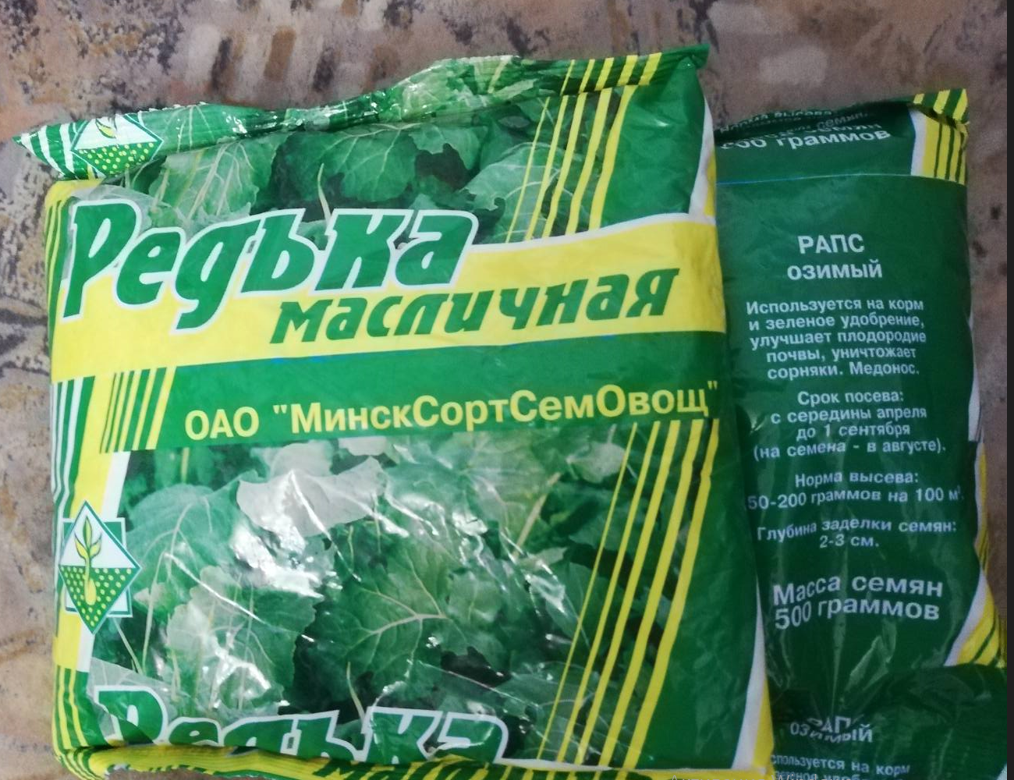 Редька
масличная
ОАО "МинскСортСемОвощ"
Редька
масличная
500 граммов
РАПС
ОЗИМЫЙ
Используется на корм
и зеленое удобрение,
улучшает плодородие
почвы, уничтожает
сорняки. Медонос.
Срок посева:
с середины апреля
до 1 сентября
(на семена - в августе).
Норма высева:
50-200 граммов на 100 м²
Глубина заделки семян:
2-3 см.
Масса семян
500 граммов
РАПС
ОЗИМЫЙ
спользуется на корм